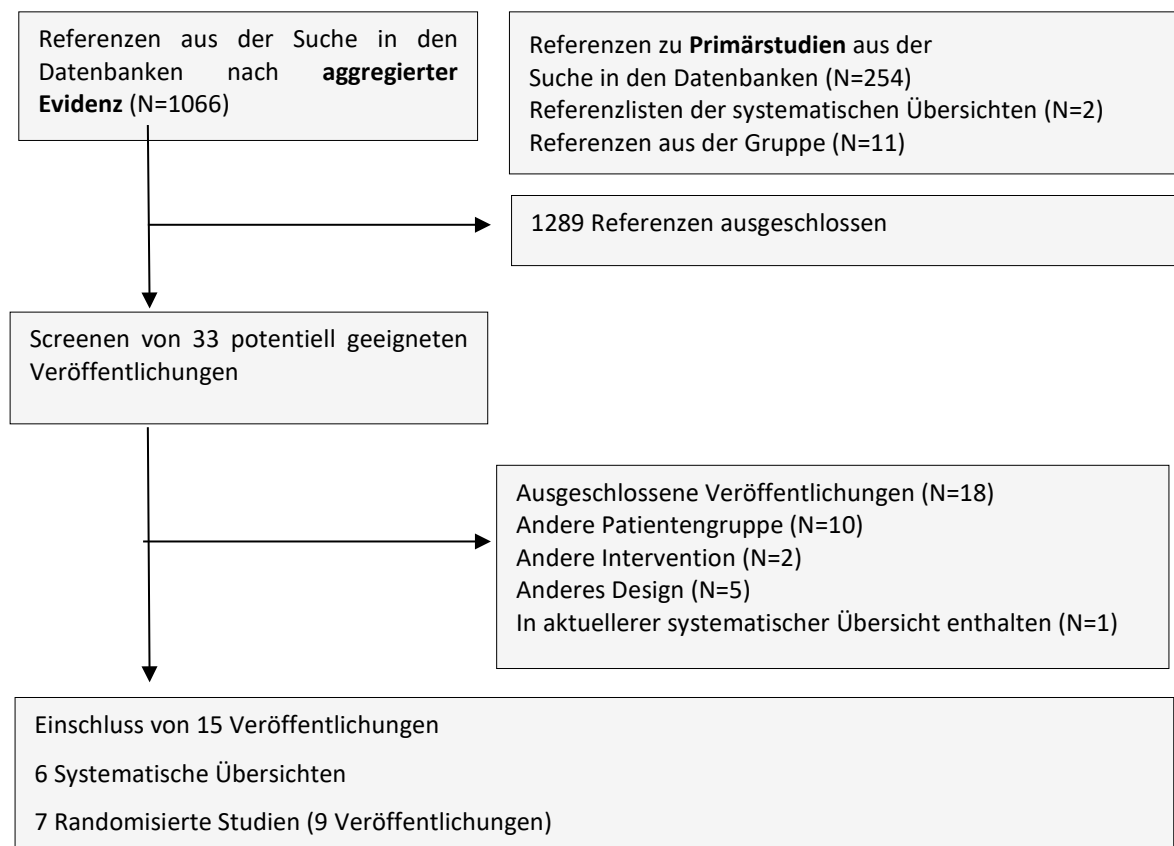 Referenzen aus der Suche in den
Datenbanken nach aggregierter
Evidenz (N=1066)
Referenzen zu Primärstudien aus der
Suche in den Datenbanken (N=254)
Referenzlisten der systematischen Übersichten (N=2)
Referenzen aus der Gruppe (N=11)
1289 Referenzen ausgeschlossen
Screenen von 33 potentiell geeigneten
Veröffentlichungen
Ausgeschlossene Veröffentlichungen (N=18)
Andere Patientengruppe (N=10)
Andere Intervention (N=2)
Anderes Design (N=5)
In aktuellerer systematischer Übersicht enthalten (N=1)
Einschluss von 15 Veröffentlichungen
6 Systematische Übersichten
7 Randomisierte Studien (9 Veröffentlichungen)